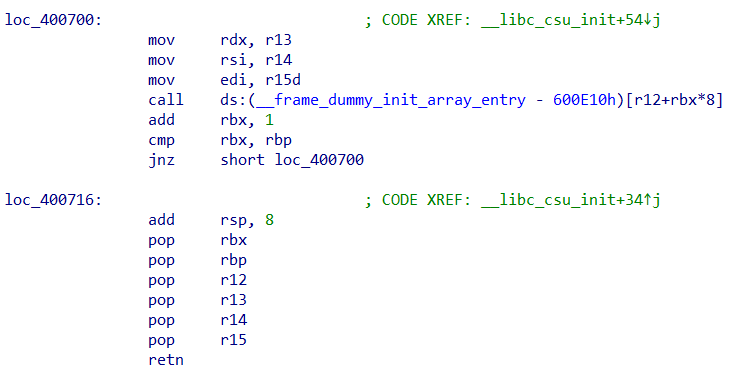 loc_400700: ; CODE XREF: __libc_csu_init+54↓j
mov rdx, r13
mov rsi, r14
mov edi, r15d
call ds:(__frame_dummy_init_array_entry - 600E10h)[r12+rbx*8]
add rbx, 1
cmp rbx, rbp
jnz short loc_400700
loc_400716: ; CODE XREF: __libc_csu_init+34↑j
add rsp, 8
pop rbx
pop rbp
pop r12
pop r13
pop r14
pop r15
retn